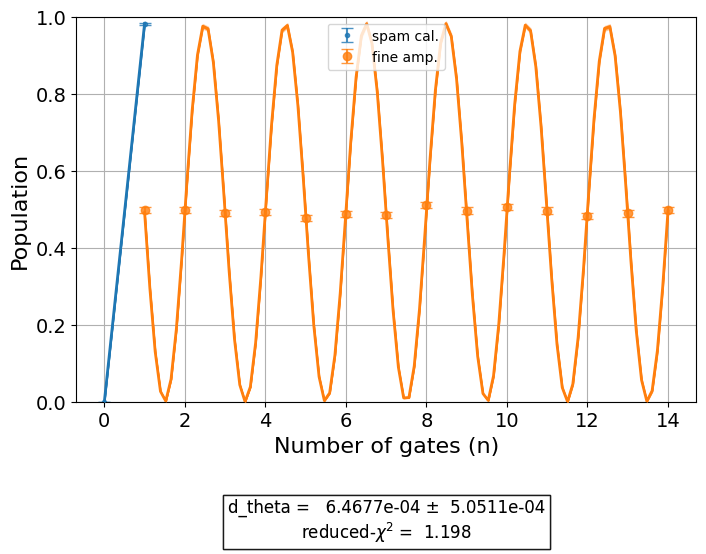 1.0
0.8
0.6
0.4
0.2
0.0
Population
spam cal.
fine amp.
0 2 4 6 8 10 12 14
Number of gates (n)
d_theta = 6.4677e-04 ± 5.0511e-04
reduced-χ² = 1.198